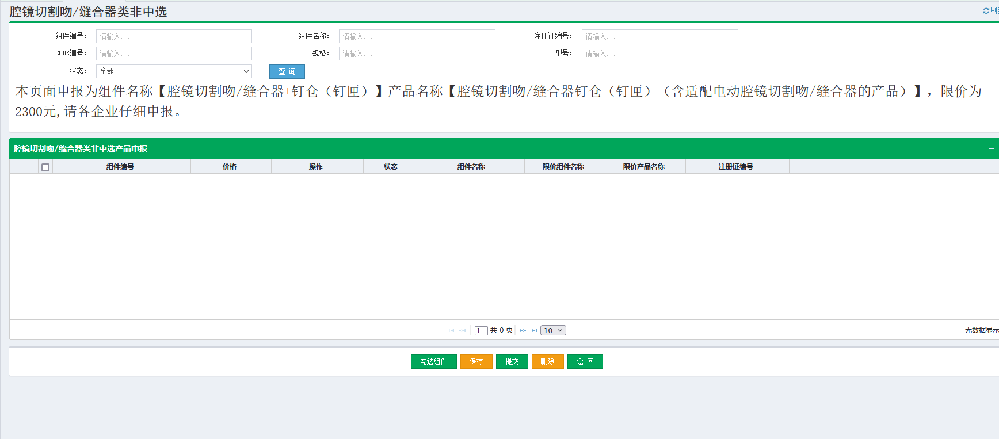 腔镜切割吻/缝合器类非中选
刷
组件编号： 请输入... 组件名称： 请输入... 注册证编号： 请输入...
CODE编号： 请输入... 规格： 请输入... 型号： 请输入...
状态： 全部 查 询
本页面申报为组件名称【腔镜切割吻/缝合器+钉仓（钉匣）】产品名称【腔镜切割吻/缝合器钉仓（钉匣）（含适配电动腔镜切割吻/缝合器的产品）】，限价为
2300元,请各企业仔细申报。
腔镜切割吻/缝合器类非中选产品申报
组件编号 价格 操作 状态 组件名称 限价组件名称 限价产品名称 注册证编号
1 共 0 页 10 无数据显示
勾选组件 保存 提交 删除 返 回